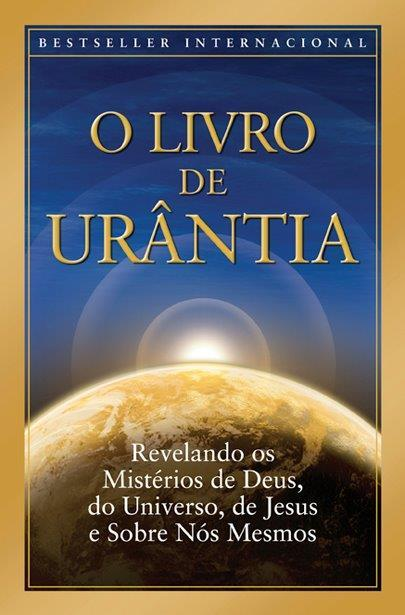 BESTSELLER INTERNACIONAL
O LIVRO
DE
URÂNTIA
Revelando os
Mistérios de Deus,
do Universo, de Jesus
e Sobre Nós Mesmos